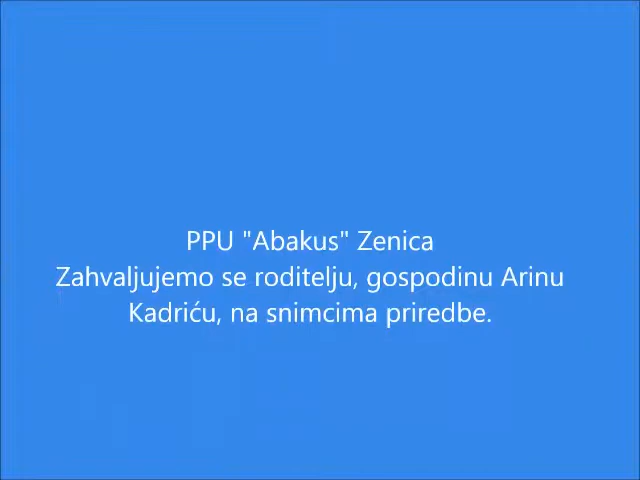 PPU "Abakus" Zenica
Zahvaljujemo se roditelju, gospodinu Arinu
Kadriću, na snimcima priredbe.